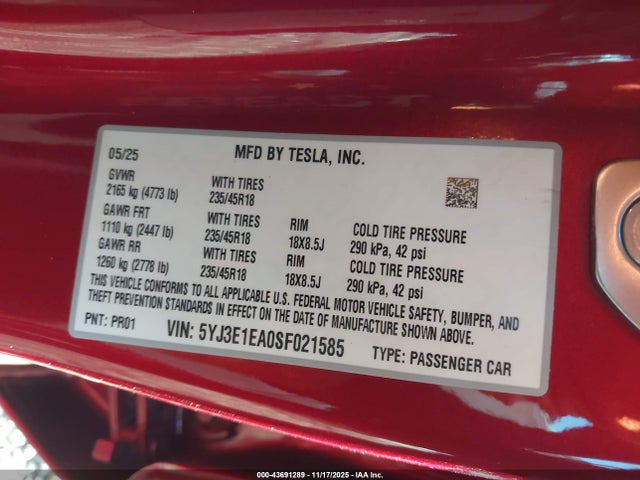 05/25 MFD BY TESLA, INC.
GVWR WITH TIRES
2165 kg (4773 lb) 235/45R18
GAWR FRT WITH TIRES RIM COLD TIRE PRESSURE
1110 kg (2447 lb) 235/45R18 18X8.5J 290 kPa, 42 psi
GAWR RR WITH TIRES RIM COLD TIRE PRESSURE
1260 kg (2778 lb) 235/45R18 18X8.5J 290 kPa, 42 psi
THIS VEHICLE CONFORMS TO ALL APPLICABLE U.S. FEDERAL MOTOR VEHICLE SAFETY, BUMPER, AND
THEFT PREVENTION STANDARDS IN EFFECT ON THE DATE OF MANUFACTURE SHOWN ABOVE.
PNT: PR01 VIN: 5YJ3E1EA0SF021585 TYPE: PASSENGER CAR
000-43691289 - 11/17/2025 - IAA Inc.